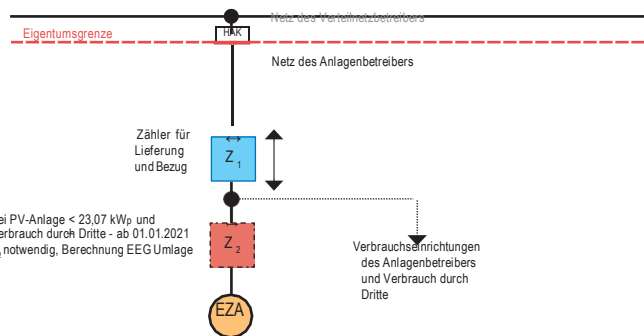 Netz des Verteilnetzbetreibers
Eigentumsgrenze
HAK
Netz des Anlagenbetreibers
Zähler für
Lieferung
und Bezug
Z 1
ei PV-Anlage < 23,07 kWp und
erbrauch durch Dritte - ab 01.01.2021
notwendig, Berechnung EEG Umlage
Z 2
Verbrauchseinrichtungen
des Anlagenbetreibers
und Verbrauch durch
Dritte
EZA